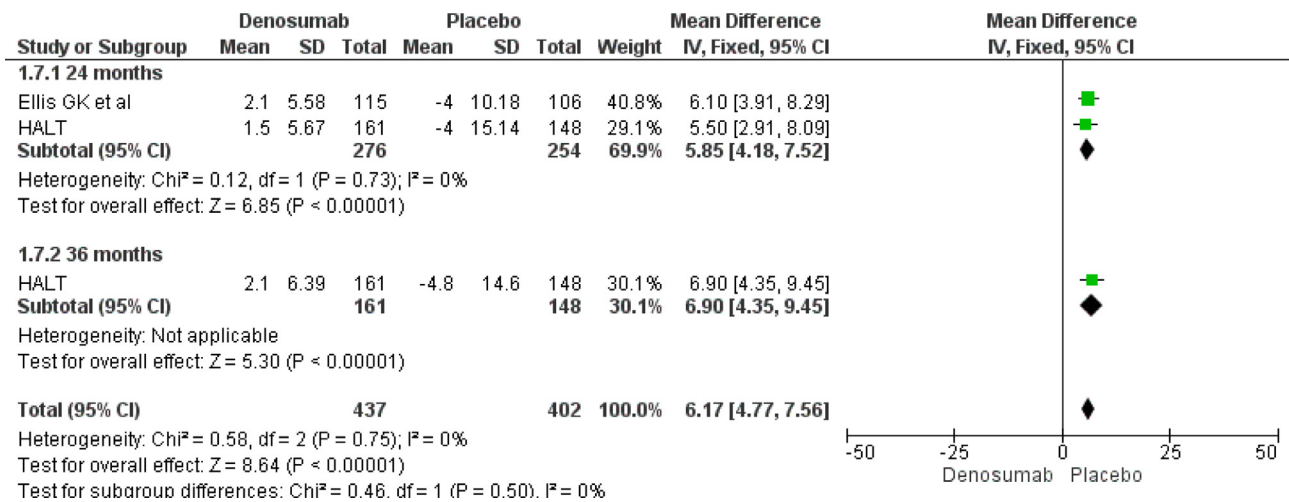 Denosumab Placebo Mean Difference Mean Difference
Study or Subgroup Mean SD Total Mean SD Total Weight IV, Fixed, 95% CI IV, Fixed, 95% CI
1.7.1 24 months
Ellis GK et al 2.1 5.58 115 -4 10.18 106 40.8% 6.10 [3.91, 8.29]
HALT 1.5 5.67 161 -4 15.14 148 29.1% 5.50 [2.91, 8.09]
Subtotal (95% CI) 276 254 69.9% 5.85 [4.18, 7.52]
Heterogeneity: Chi² = 0.12, df = 1 (P = 0.73); I² = 0%
Test for overall effect: Z = 6.85 (P < 0.00001)
1.7.2 36 months
HALT 2.1 6.39 161 -4.8 14.6 148 30.1% 6.90 [4.35, 9.45]
Subtotal (95% CI) 161 148 30.1% 6.90 [4.35, 9.45]
Heterogeneity: Not applicable
Test for overall effect: Z = 5.30 (P < 0.00001)
Total (95% CI) 437 402 100.0% 6.17 [4.77, 7.56]
Heterogeneity: Chi² = 0.58, df = 2 (P = 0.75); I² = 0%
Test for overall effect: Z = 8.64 (P < 0.00001)
Test for subgroup differences: Chi² = 0.46, df = 1 (P = 0.50), I² = 0%
-50 -25 0 25 50
Denosumab Placebo